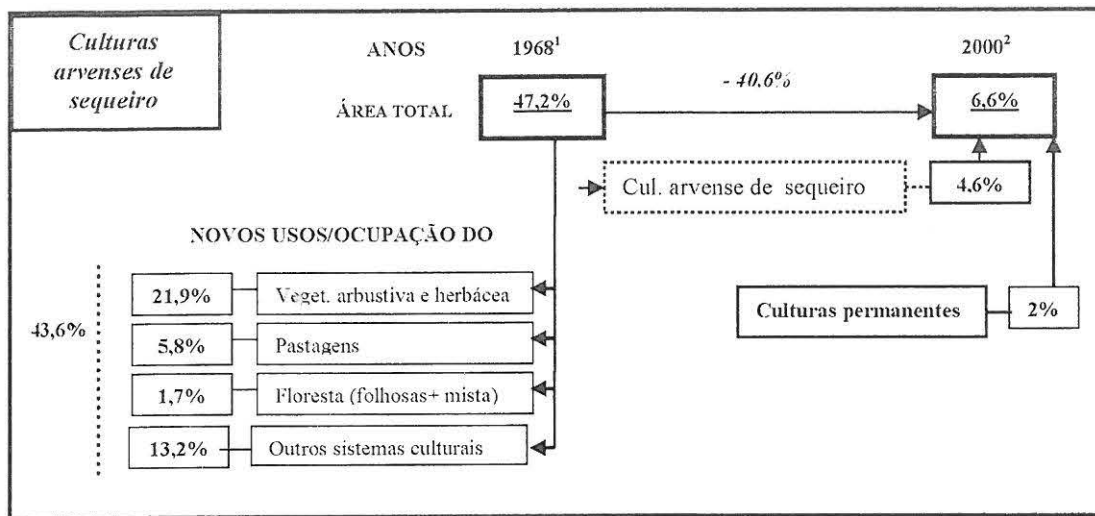 Culturas
arvenses de
sequeiro
ANOS 1968¹ 2000²
ÁREA TOTAL 47,2% - 40,6% 6,6%
Cul. arvense de sequeiro 4,6%
NOVOS USOS/OCUPAÇÃO DO
21,9% Veget. arbustiva e herbácea
43,6%
Culturas permanentes 2%
5,8% Pastagens
1,7% Floresta (folhosas+ mista)
13,2% Outros sistemas culturais